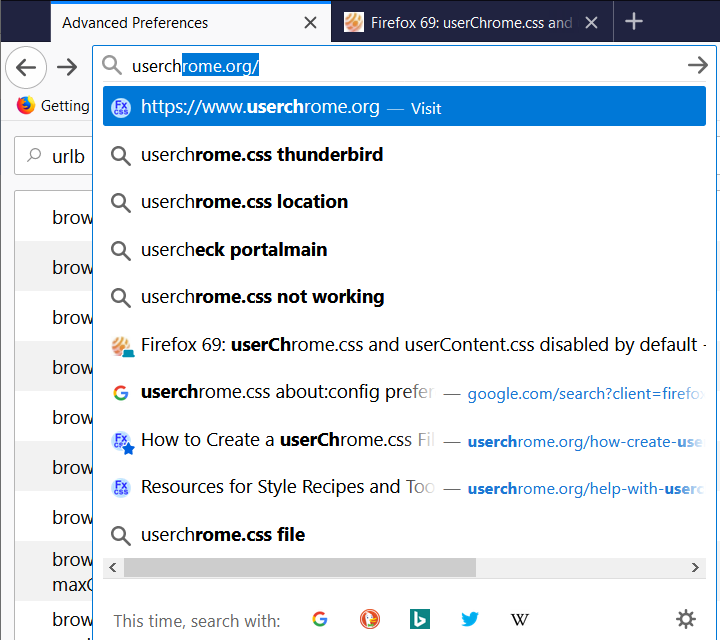 Advanced Preferences
Firefox 69: userChrome.css and
userchrome.org/
Getting
https://www.userchrome.org — Visit
urlb
userchrome.css thunderbird
userchrome.css location
brow
usercheck portalmain
brow
userchrome.css not working
brow
Firefox 69: userChrome.css and userContent.css disabled by default -
brow
userchrome.css about:config prefer — google.com/search?client=firefox
brow
How to Create a userChrome.css Fil — userchrome.org/how-create-use
brow
Resources for Style Recipes and Too — userchrome.org/help-with-userc
brow
userchrome.css file
brow
maxC
This time, search with: G W
brow